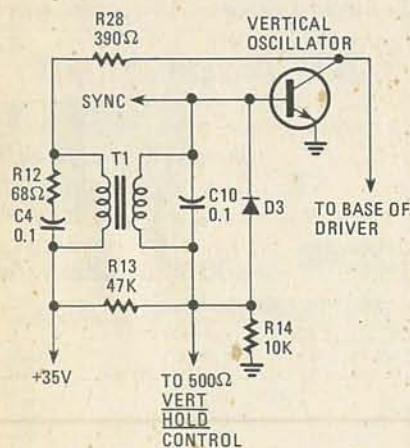 R28
390Ω
VERTICAL
OSCILLATOR
SYNC
R12
68Ω
C4
0.1
T1
C10
0.1
D3
TO BASE OF
DRIVER
R13
47K
R14
10K
+35V
TO 500Ω
VERT
HOLD
CONTROL